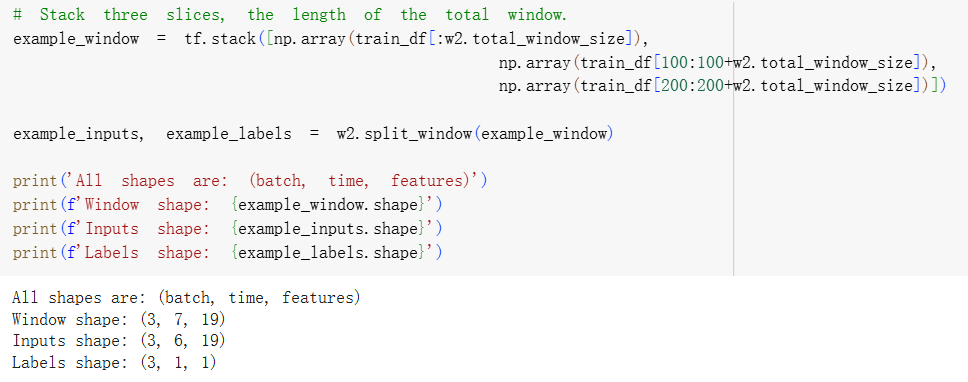 # Stack three slices, the length of the total window.
example_window = tf.stack([np.array(train_df[:w2.total_window_size]),
np.array(train_df[100:100+w2.total_window_size]),
np.array(train_df[200:200+w2.total_window_size])])
example_inputs, example_labels = w2.split_window(example_window)
print('All shapes are: (batch, time, features)')
print(f'Window shape: {example_window.shape}')
print(f'Inputs shape: {example_inputs.shape}')
print(f'Labels shape: {example_labels.shape}')
All shapes are: (batch, time, features)
Window shape: (3, 7, 19)
Inputs shape: (3, 6, 19)
Labels shape: (3, 1, 1)